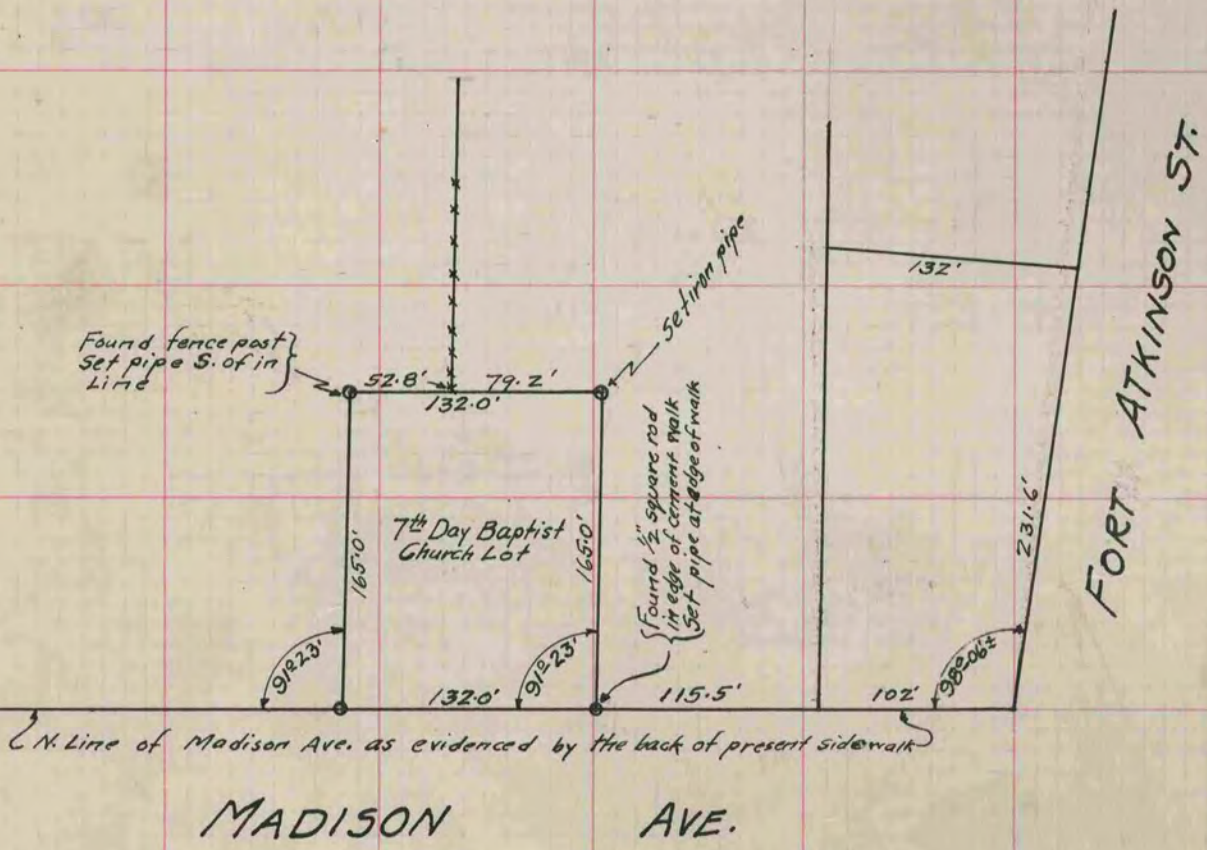 132'
FORT ATKINSON ST.
Set iron pipe
Found fence post
Set pipe S. of in
Line
52.8' 79.2'
132.0'
Found 1/2" square rod
in edge of cement walk
Set pipe at edge of walk
7th Day Baptist
Church Lot
165.0'
165.0'
231.6'
91°23'
91°23'
98°06'±
132.0'
115.5'
102'
N. Line of Madison Ave. as evidenced by the back of present sidewalk
MADISON AVE.